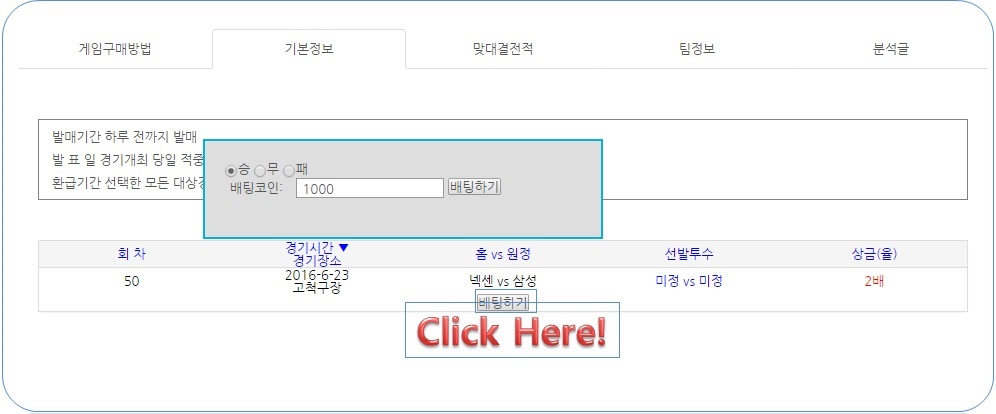 게임구매방법 기본정보 맞대결전적 팀정보 분석글
발매기간 하루 전까지 발매
발 표 일 경기개최 당일 적중
환급기간 선택한 모든 대상경
승 무 패
배팅코인: 1000 배팅하기
회 차 경기시간 ▼ 홈 vs 원정 선발투수 상금(율)
경기장소
50 2016-6-23 넥센 vs 삼성 미정 vs 미정 2배
고척구장
배팅하기
Click Here!